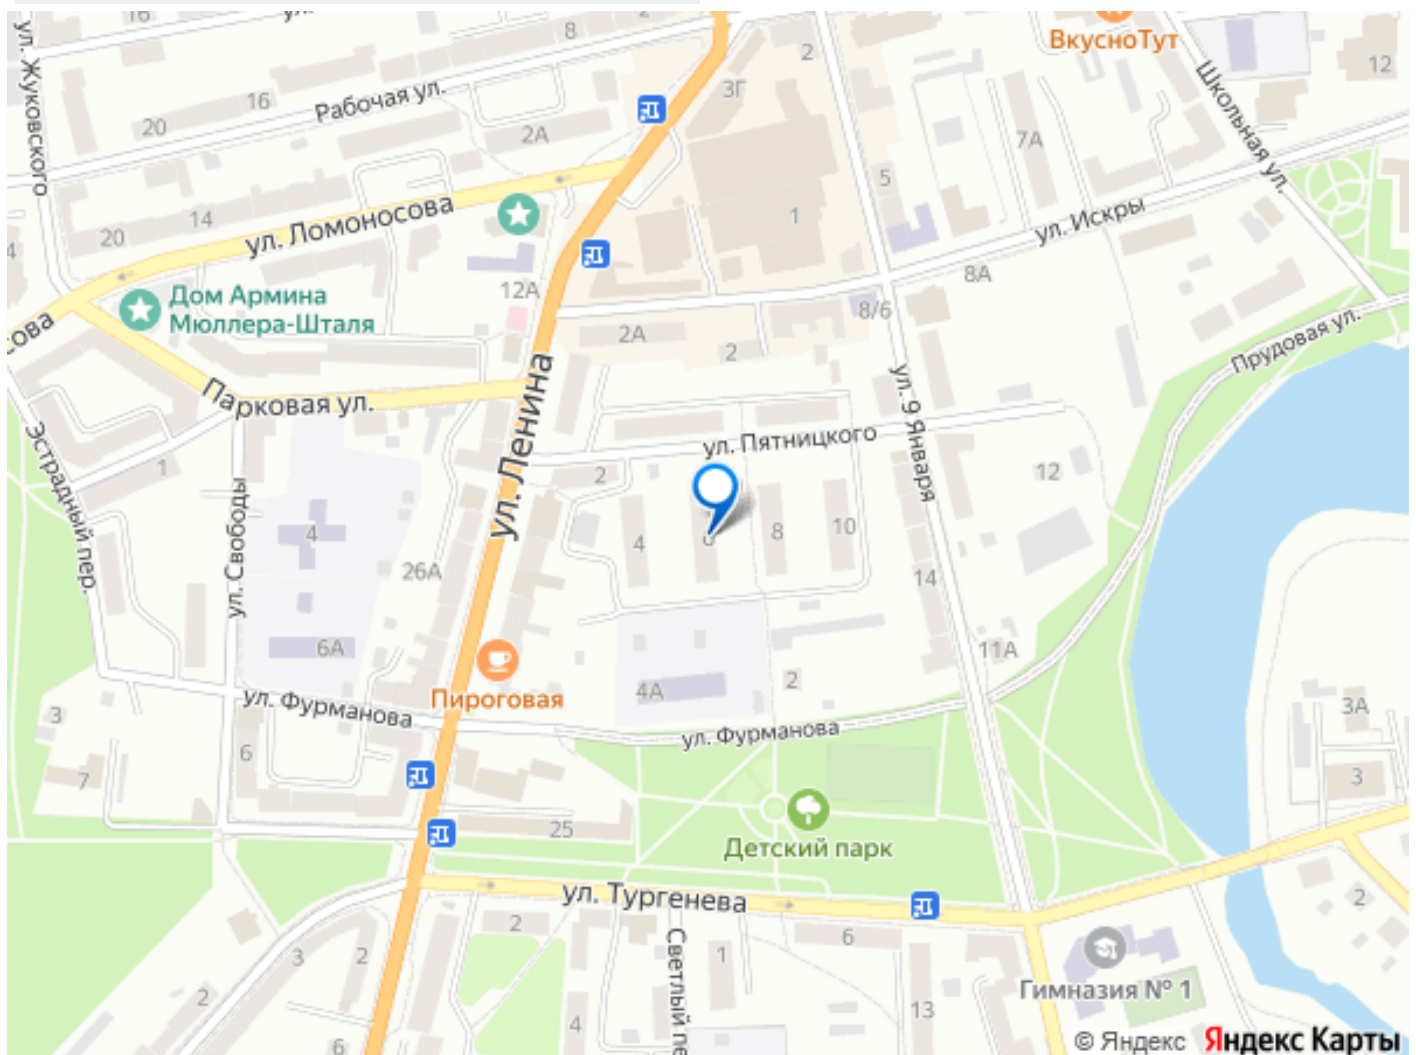 ул.
2
8
ВкусноТут
ул. Жуковского
16
Рабочая ул.
20
2А
3Г
2
7А
Школьная ул.
12
5
14
20
ул. Ломоносова
1
ул. Искры
8А
12А
Дом Армина
Мюллера-Шталя
8/6
2А
2
Прудовая ул.
Парковая ул.
ул. Ленина
ул. 9 Января
ул. Пятницкого
Эстрадный пер.
1
2
12
ул. Свободы
4
4
8
10
26А
14
6А
11А
Пироговая
4А
2
ул. Фурманова
ул. Фурманова
3
3А
6
7
3
25
Детский парк
ул. Тургенева
2
2
6
3
2
Светлый пе
1
2
13
4
Гимназия № 1
6
© Яндекс Яндекс Карты